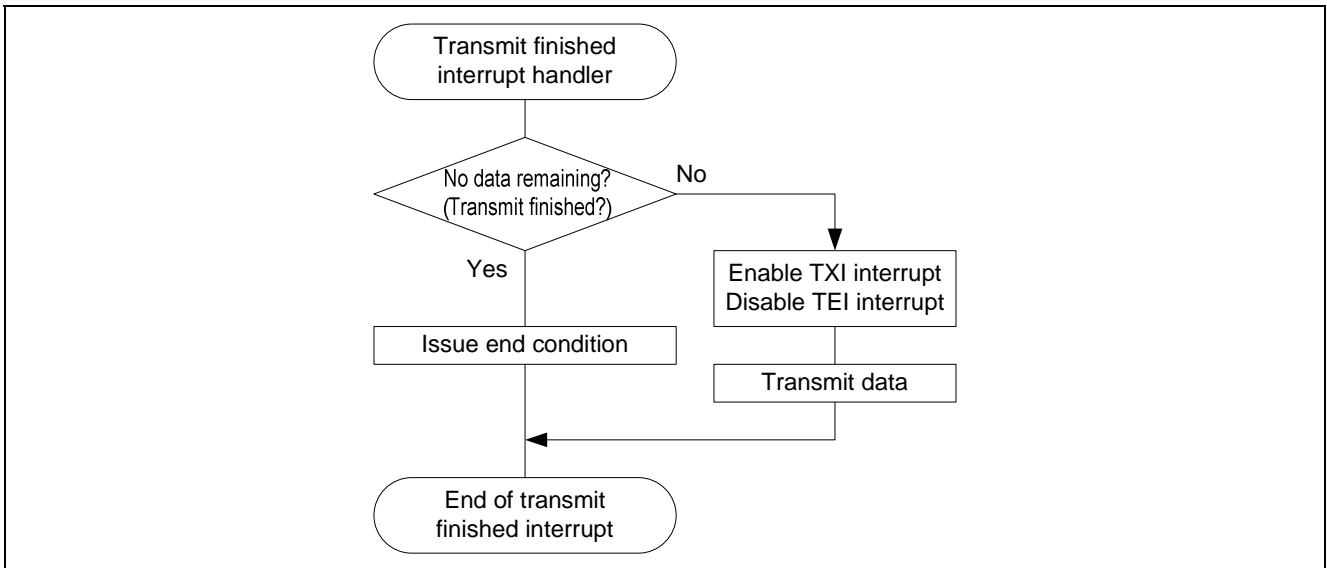 Transmit finished
interrupt handler
No data remaining?
(Transmit finished?)
No
Yes
Enable TXI interrupt
Disable TEI interrupt
Issue end condition
Transmit data
End of transmit
finished interrupt